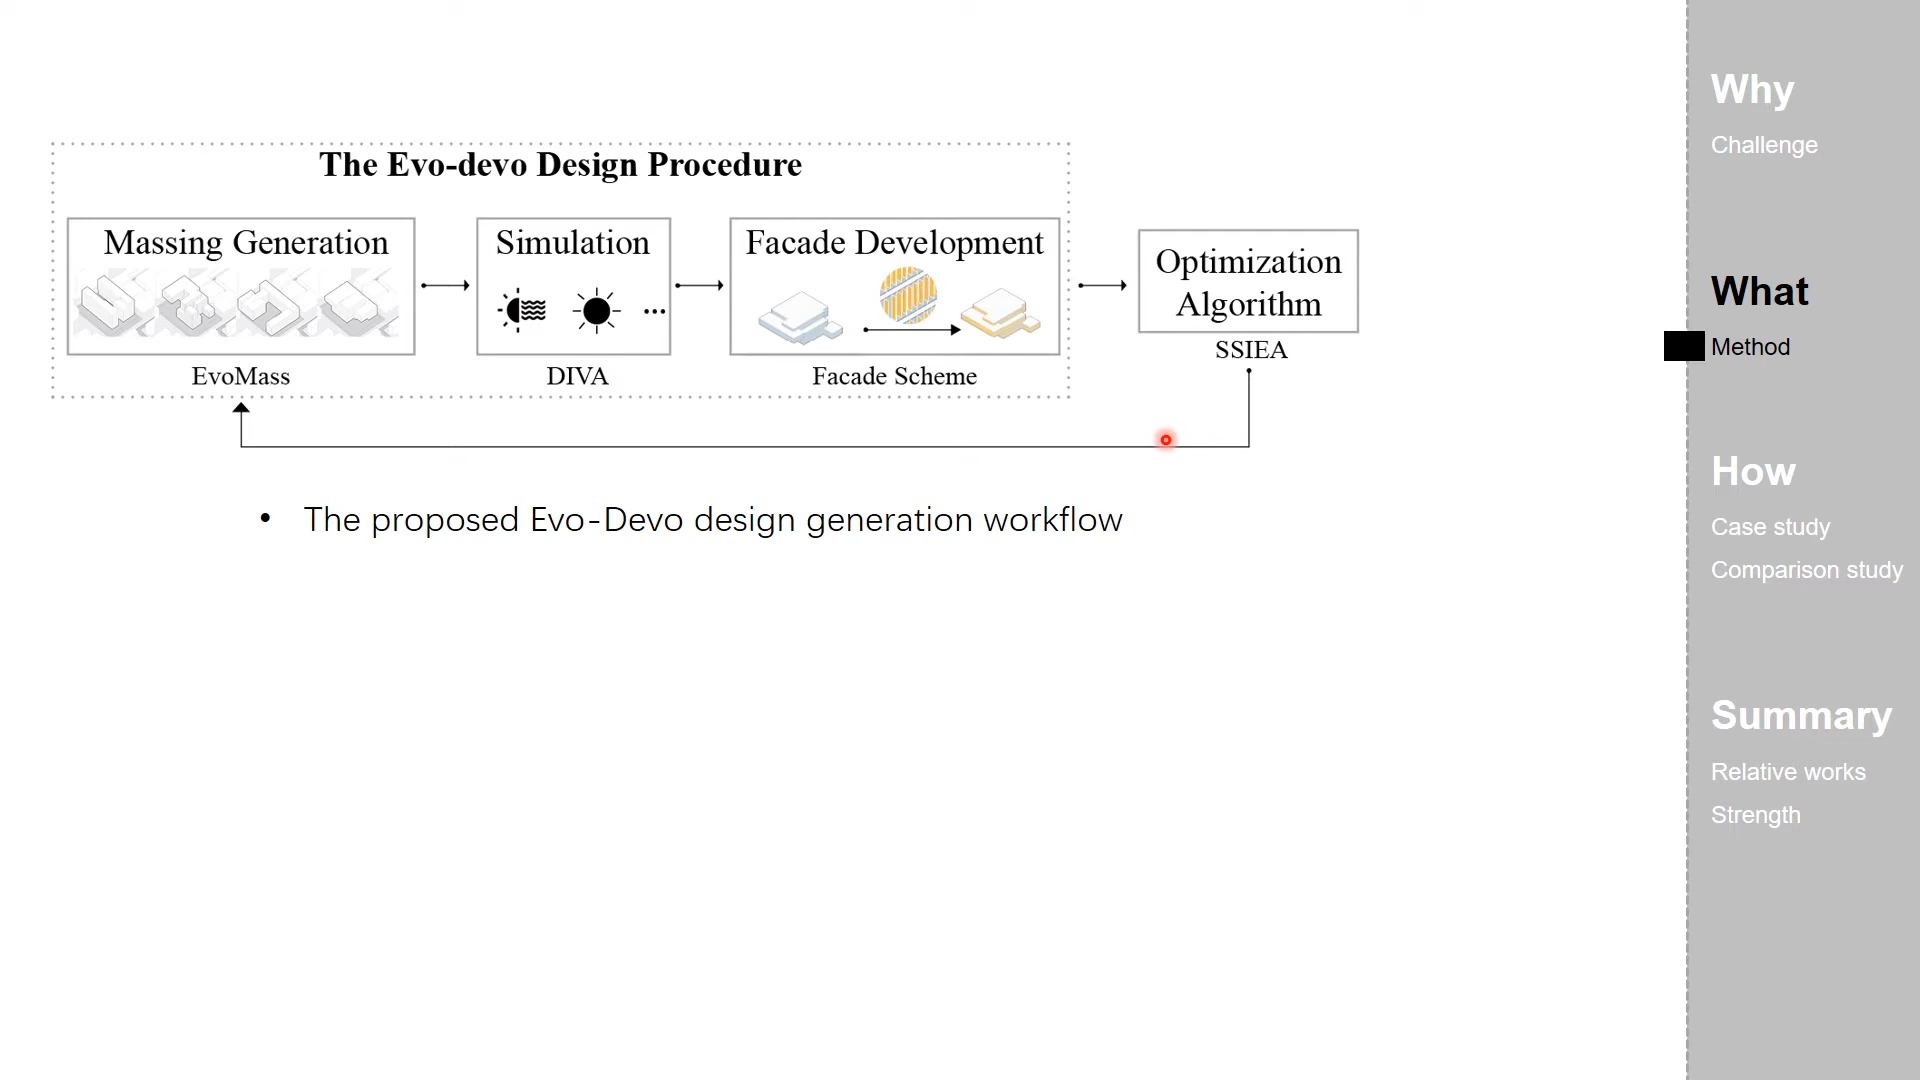 The Evo-devo Design Procedure
Massing Generation
EvoMass
Simulation
...
DIVA
Facade Development
Facade Scheme
Optimization
Algorithm
SSIEA
• The proposed Evo-Devo design generation workflow
Why
Challenge
What
Method
How
Case study
Comparison study
Summary
Relative works
Strength